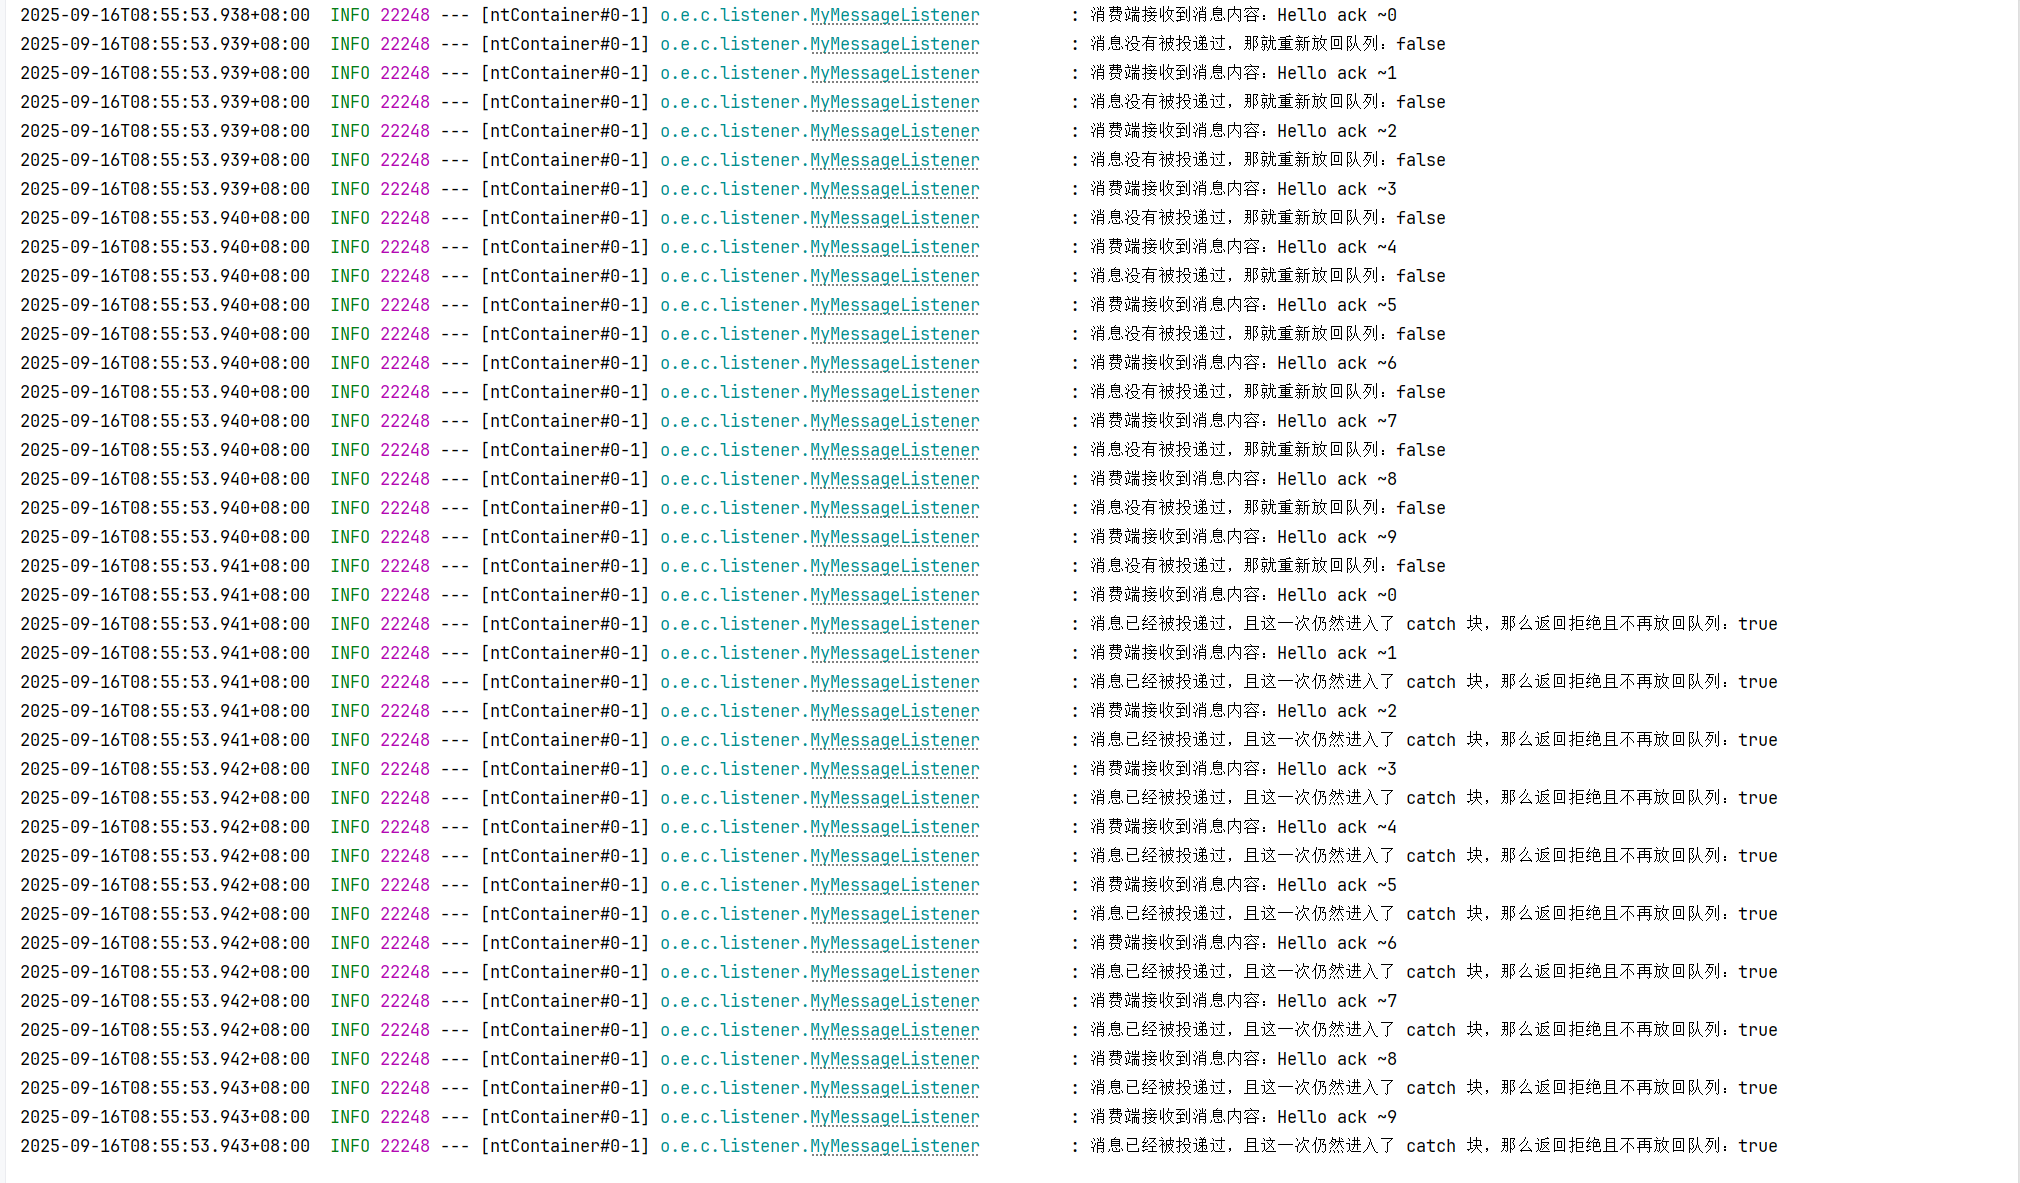 2025-09-16T08:55:53.938+08:00  INFO 22248 --- [ntContainer#0-1] o.e.c.listener.MyMessageListener         : 消费端接收到消息内容：Hello ack ~0
2025-09-16T08:55:53.939+08:00  INFO 22248 --- [ntContainer#0-1] o.e.c.listener.MyMessageListener         : 消息没有被投递过，那就重新放回队列：false
2025-09-16T08:55:53.939+08:00  INFO 22248 --- [ntContainer#0-1] o.e.c.listener.MyMessageListener         : 消费端接收到消息内容：Hello ack ~1
2025-09-16T08:55:53.939+08:00  INFO 22248 --- [ntContainer#0-1] o.e.c.listener.MyMessageListener         : 消息没有被投递过，那就重新放回队列：false
2025-09-16T08:55:53.939+08:00  INFO 22248 --- [ntContainer#0-1] o.e.c.listener.MyMessageListener         : 消费端接收到消息内容：Hello ack ~2
2025-09-16T08:55:53.939+08:00  INFO 22248 --- [ntContainer#0-1] o.e.c.listener.MyMessageListener         : 消息没有被投递过，那就重新放回队列：false
2025-09-16T08:55:53.939+08:00  INFO 22248 --- [ntContainer#0-1] o.e.c.listener.MyMessageListener         : 消费端接收到消息内容：Hello ack ~3
2025-09-16T08:55:53.940+08:00  INFO 22248 --- [ntContainer#0-1] o.e.c.listener.MyMessageListener         : 消息没有被投递过，那就重新放回队列：false
2025-09-16T08:55:53.940+08:00  INFO 22248 --- [ntContainer#0-1] o.e.c.listener.MyMessageListener         : 消费端接收到消息内容：Hello ack ~4
2025-09-16T08:55:53.940+08:00  INFO 22248 --- [ntContainer#0-1] o.e.c.listener.MyMessageListener         : 消息没有被投递过，那就重新放回队列：false
2025-09-16T08:55:53.940+08:00  INFO 22248 --- [ntContainer#0-1] o.e.c.listener.MyMessageListener         : 消费端接收到消息内容：Hello ack ~5
2025-09-16T08:55:53.940+08:00  INFO 22248 --- [ntContainer#0-1] o.e.c.listener.MyMessageListener         : 消息没有被投递过，那就重新放回队列：false
2025-09-16T08:55:53.940+08:00  INFO 22248 --- [ntContainer#0-1] o.e.c.listener.MyMessageListener         : 消费端接收到消息内容：Hello ack ~6
2025-09-16T08:55:53.940+08:00  INFO 22248 --- [ntContainer#0-1] o.e.c.listener.MyMessageListener         : 消息没有被投递过，那就重新放回队列：false
2025-09-16T08:55:53.940+08:00  INFO 22248 --- [ntContainer#0-1] o.e.c.listener.MyMessageListener         : 消费端接收到消息内容：Hello ack ~7
2025-09-16T08:55:53.940+08:00  INFO 22248 --- [ntContainer#0-1] o.e.c.listener.MyMessageListener         : 消息没有被投递过，那就重新放回队列：false
2025-09-16T08:55:53.940+08:00  INFO 22248 --- [ntContainer#0-1] o.e.c.listener.MyMessageListener         : 消费端接收到消息内容：Hello ack ~8
2025-09-16T08:55:53.940+08:00  INFO 22248 --- [ntContainer#0-1] o.e.c.listener.MyMessageListener         : 消息没有被投递过，那就重新放回队列：false
2025-09-16T08:55:53.940+08:00  INFO 22248 --- [ntContainer#0-1] o.e.c.listener.MyMessageListener         : 消费端接收到消息内容：Hello ack ~9
2025-09-16T08:55:53.941+08:00  INFO 22248 --- [ntContainer#0-1] o.e.c.listener.MyMessageListener         : 消息没有被投递过，那就重新放回队列：false
2025-09-16T08:55:53.941+08:00  INFO 22248 --- [ntContainer#0-1] o.e.c.listener.MyMessageListener         : 消费端接收到消息内容：Hello ack ~0
2025-09-16T08:55:53.941+08:00  INFO 22248 --- [ntContainer#0-1] o.e.c.listener.MyMessageListener         : 消息已经被投递过，且这一次仍然进入了 catch 块，那么返回拒绝且不再放回队列：true
2025-09-16T08:55:53.941+08:00  INFO 22248 --- [ntContainer#0-1] o.e.c.listener.MyMessageListener         : 消费端接收到消息内容：Hello ack ~1
2025-09-16T08:55:53.941+08:00  INFO 22248 --- [ntContainer#0-1] o.e.c.listener.MyMessageListener         : 消息已经被投递过，且这一次仍然进入了 catch 块，那么返回拒绝且不再放回队列：true
2025-09-16T08:55:53.941+08:00  INFO 22248 --- [ntContainer#0-1] o.e.c.listener.MyMessageListener         : 消费端接收到消息内容：Hello ack ~2
2025-09-16T08:55:53.941+08:00  INFO 22248 --- [ntContainer#0-1] o.e.c.listener.MyMessageListener         : 消息已经被投递过，且这一次仍然进入了 catch 块，那么返回拒绝且不再放回队列：true
2025-09-16T08:55:53.942+08:00  INFO 22248 --- [ntContainer#0-1] o.e.c.listener.MyMessageListener         : 消费端接收到消息内容：Hello ack ~3
2025-09-16T08:55:53.942+08:00  INFO 22248 --- [ntContainer#0-1] o.e.c.listener.MyMessageListener         : 消息已经被投递过，且这一次仍然进入了 catch 块，那么返回拒绝且不再放回队列：true
2025-09-16T08:55:53.942+08:00  INFO 22248 --- [ntContainer#0-1] o.e.c.listener.MyMessageListener         : 消费端接收到消息内容：Hello ack ~4
2025-09-16T08:55:53.942+08:00  INFO 22248 --- [ntContainer#0-1] o.e.c.listener.MyMessageListener         : 消息已经被投递过，且这一次仍然进入了 catch 块，那么返回拒绝且不再放回队列：true
2025-09-16T08:55:53.942+08:00  INFO 22248 --- [ntContainer#0-1] o.e.c.listener.MyMessageListener         : 消费端接收到消息内容：Hello ack ~5
2025-09-16T08:55:53.942+08:00  INFO 22248 --- [ntContainer#0-1] o.e.c.listener.MyMessageListener         : 消息已经被投递过，且这一次仍然进入了 catch 块，那么返回拒绝且不再放回队列：true
2025-09-16T08:55:53.942+08:00  INFO 22248 --- [ntContainer#0-1] o.e.c.listener.MyMessageListener         : 消费端接收到消息内容：Hello ack ~6
2025-09-16T08:55:53.942+08:00  INFO 22248 --- [ntContainer#0-1] o.e.c.listener.MyMessageListener         : 消息已经被投递过，且这一次仍然进入了 catch 块，那么返回拒绝且不再放回队列：true
2025-09-16T08:55:53.942+08:00  INFO 22248 --- [ntContainer#0-1] o.e.c.listener.MyMessageListener         : 消费端接收到消息内容：Hello ack ~7
2025-09-16T08:55:53.942+08:00  INFO 22248 --- [ntContainer#0-1] o.e.c.listener.MyMessageListener         : 消息已经被投递过，且这一次仍然进入了 catch 块，那么返回拒绝且不再放回队列：true
2025-09-16T08:55:53.942+08:00  INFO 22248 --- [ntContainer#0-1] o.e.c.listener.MyMessageListener         : 消费端接收到消息内容：Hello ack ~8
2025-09-16T08:55:53.943+08:00  INFO 22248 --- [ntContainer#0-1] o.e.c.listener.MyMessageListener         : 消息已经被投递过，且这一次仍然进入了 catch 块，那么返回拒绝且不再放回队列：true
2025-09-16T08:55:53.943+08:00  INFO 22248 --- [ntContainer#0-1] o.e.c.listener.MyMessageListener         : 消费端接收到消息内容：Hello ack ~9
2025-09-16T08:55:53.943+08:00  INFO 22248 --- [ntContainer#0-1] o.e.c.listener.MyMessageListener         : 消息已经被投递过，且这一次仍然进入了 catch 块，那么返回拒绝且不再放回队列：true